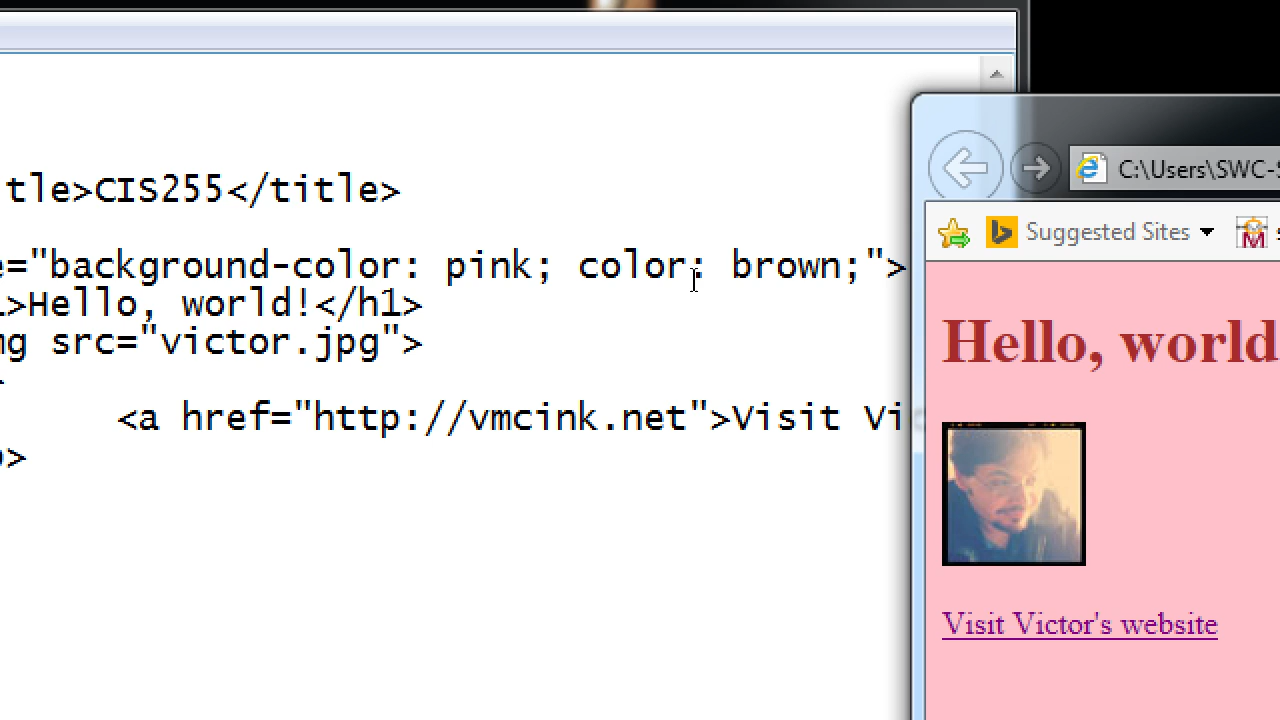 tle>CIS255</title>
e="background-color: pink; color: brown;">
>Hello, world!</h1>
g src="victor.jpg">
<a href="http://vmcink.net">Visit Vi
>
C:\Users\SWC-S
Suggested Sites
Hello, world
Visit Victor's website